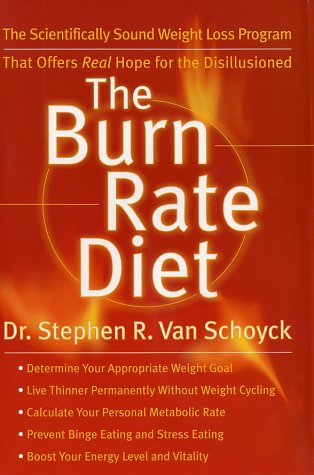 The Scientifically Sound Weight Loss Program
That Offers Real Hope for the Disillusioned
The
Burn
Rate
Diet
Dr. Stephen R. Van Schoyck
• Determine Your Appropriate Weight Goal
• Live Thinner Permanently Without Weight Cycling
• Calculate Your Personal Metabolic Rate
• Prevent Binge Eating and Stress Eating
• Boost Your Energy Level and Vitality